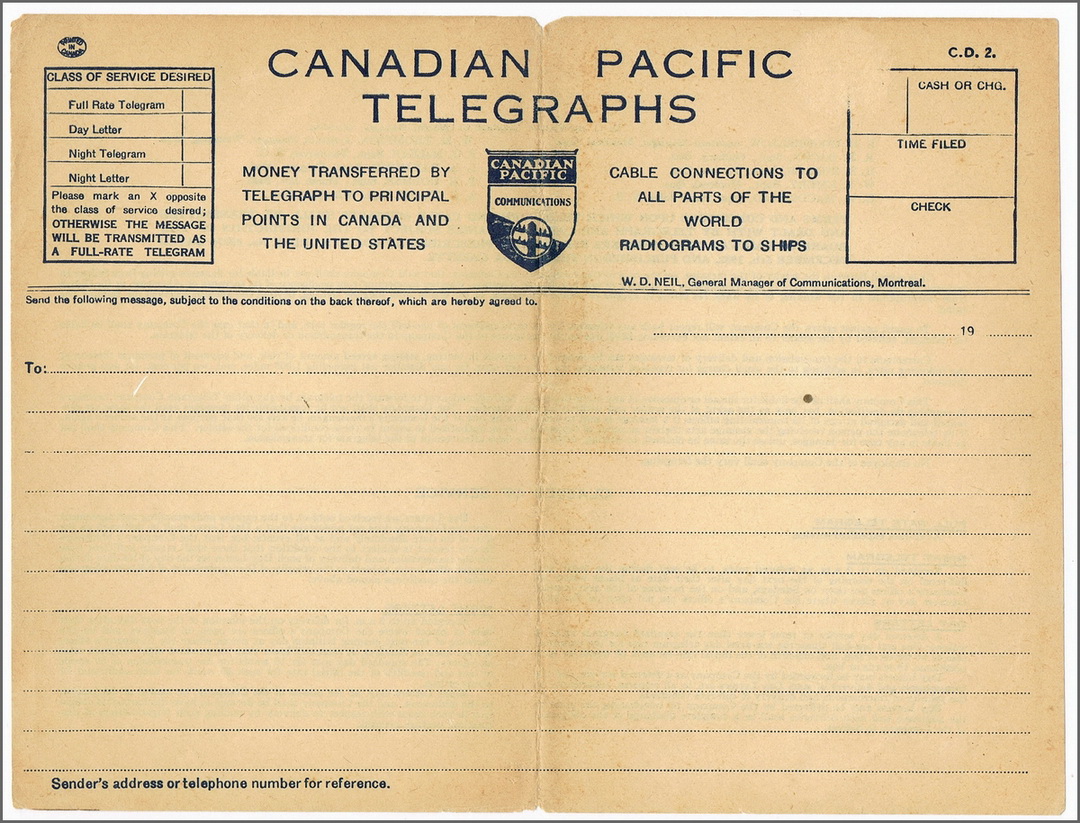 PRINTED
IN
CANADA
CLASS OF SERVICE DESIRED
Full Rate Telegram
Day Letter
Night Telegram
Night Letter
Please mark an X opposite
the class of service desired;
OTHERWISE THE MESSAGE
WILL BE TRANSMITTED AS
A FULL-RATE TELEGRAM
CANADIAN PACIFIC
TELEGRAPHS
MONEY TRANSFERRED BY
TELEGRAPH TO PRINCIPAL
POINTS IN CANADA AND
THE UNITED STATES
CANADIAN
PACIFIC
COMMUNICATIONS
CABLE CONNECTIONS TO
ALL PARTS OF THE
WORLD
RADIOGRAMS TO SHIPS
W. D. NEIL, General Manager of Communications, Montreal.
C.D. 2.
CASH OR CHG.
TIME FILED
CHECK
Send the following message, subject to the conditions on the back thereof, which are hereby agreed to.
19
To:
Sender's address or telephone number for reference.